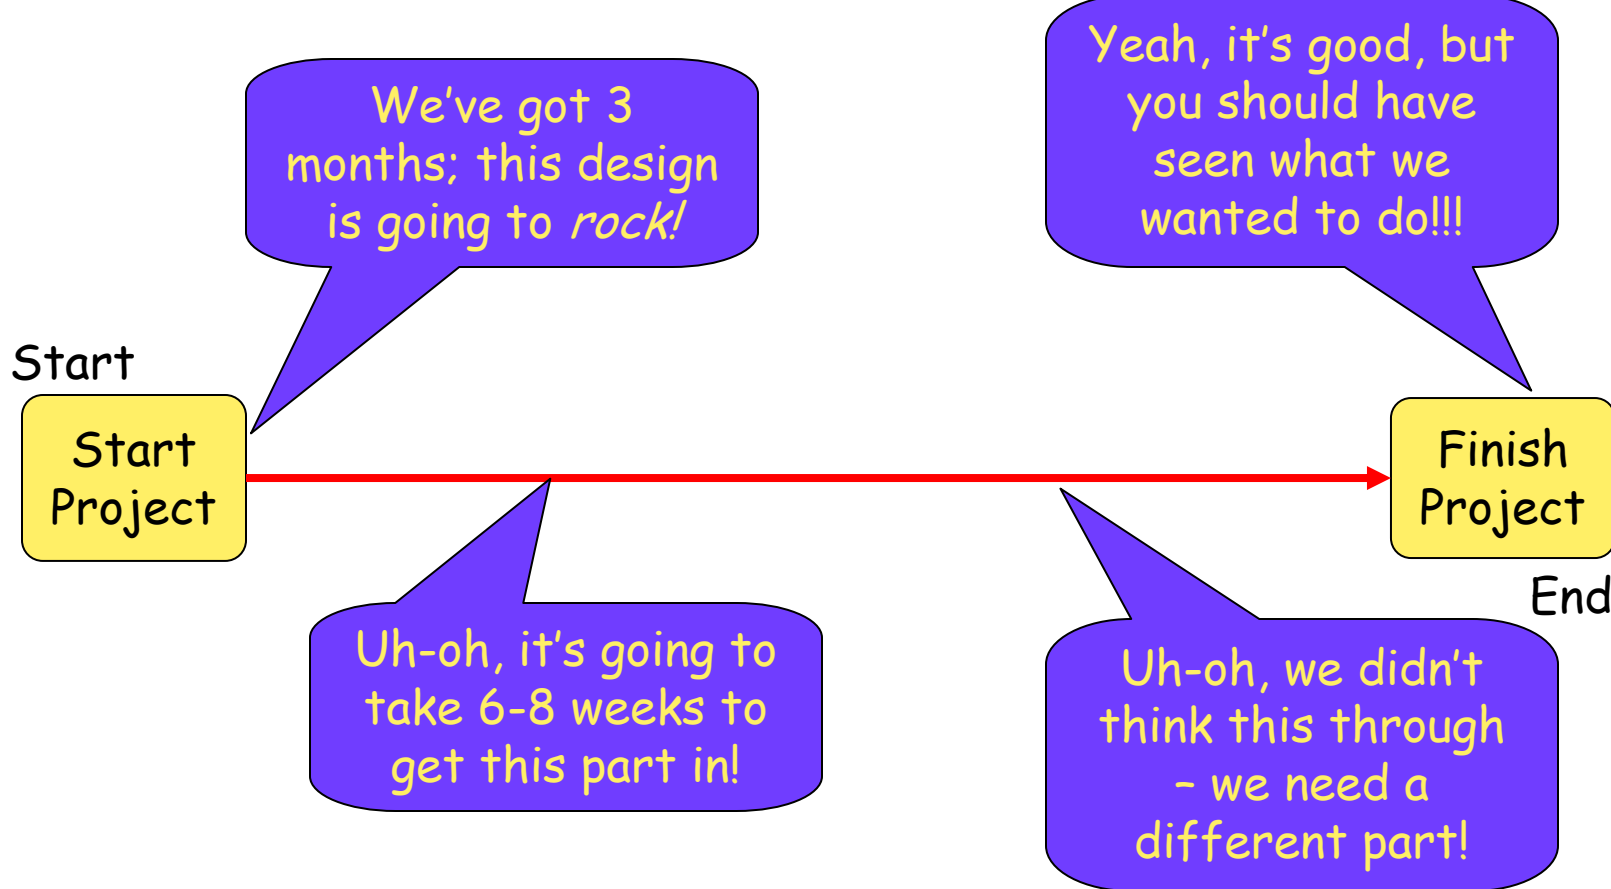 We've got 3
months; this design
is going to rock!
Yeah, it's good, but
you should have
seen what we
wanted to do!!!
Start
Start
Project
Finish
Project
End
Uh-oh, it's going to
take 6-8 weeks to
get this part in!
Uh-oh, we didn't
think this through
– we need a
different part!